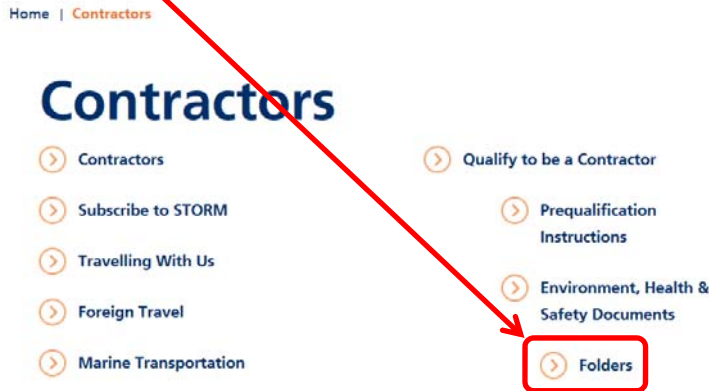 Home | Contractors
Contractors
Contractors
Subscribe to STORM
Travelling With Us
Foreign Travel
Marine Transportation
Qualify to be a Contractor
Prequalification
Instructions
Environment, Health &
Safety Documents
Folders